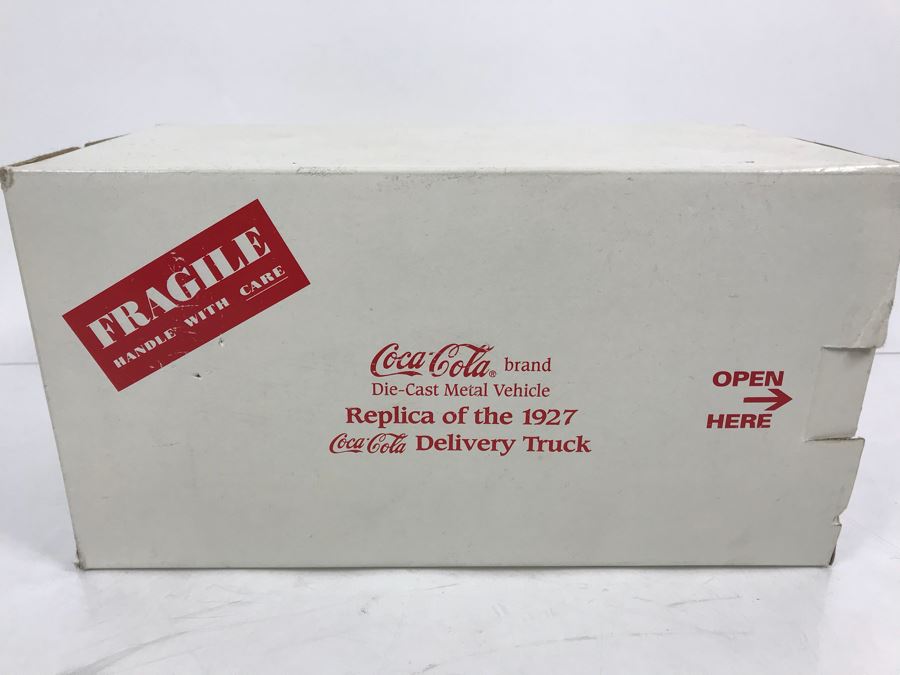 FRAGILE
HANDLE WITH CARE
Coca-Cola® brand
Die-Cast Metal Vehicle
Replica of the 1927
Coca-Cola Delivery Truck
OPEN
HERE